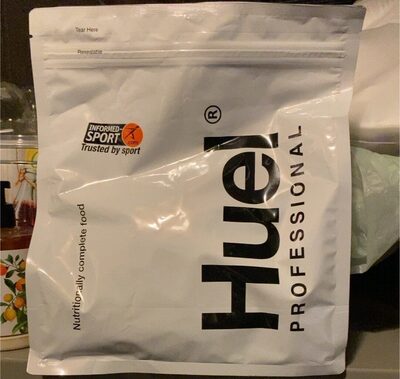 Tear Here
Resealable
INFORMED-
SPORT
Trusted by sport
Huel®
PROFESSIONAL
Nutritionally complete food